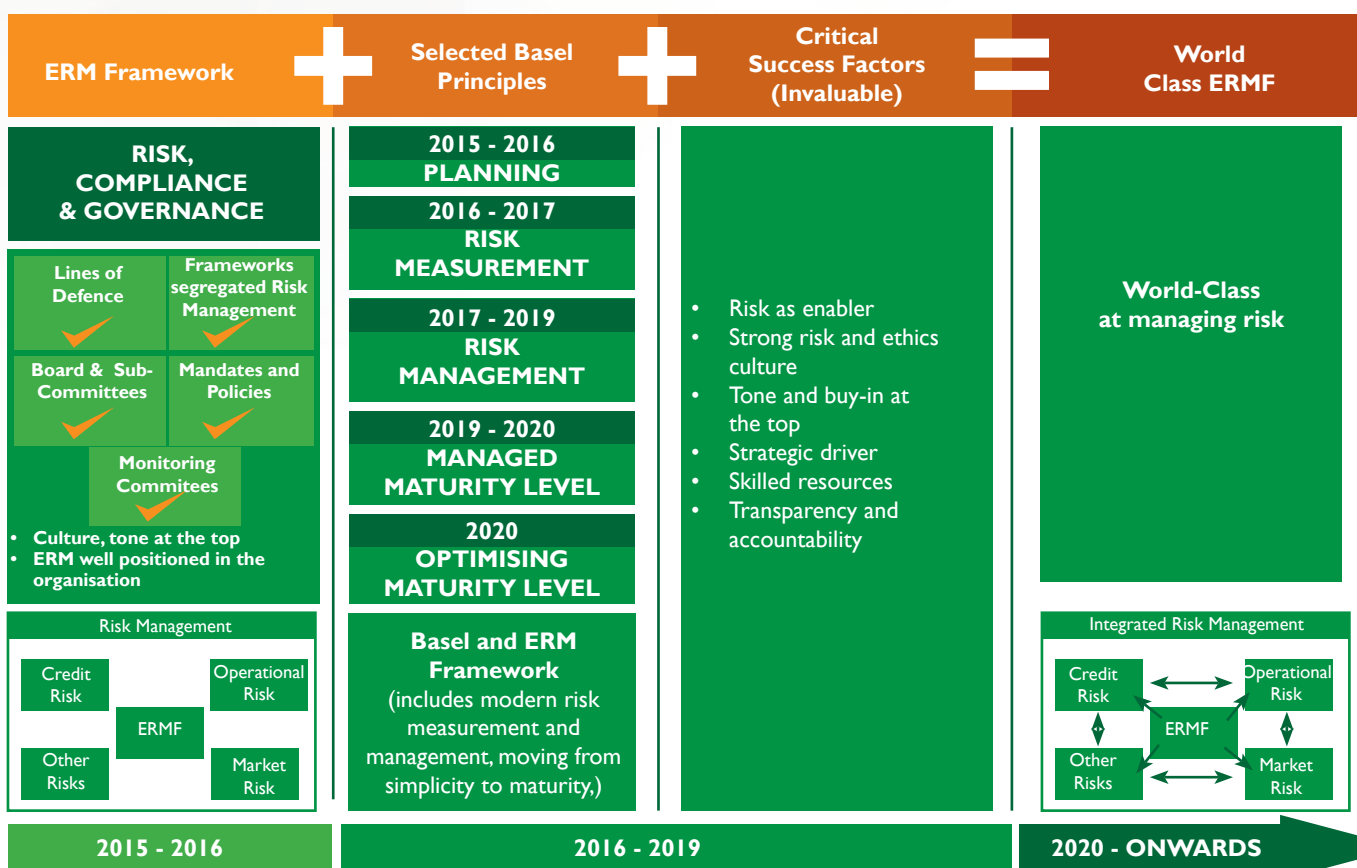 ERM Framework
Selected Basel
Principles
Critical
Success Factors
(Invaluable)
World
Class ERMF
RISK,
COMPLIANCE
& GOVERNANCE
Lines of
Defence
Frameworks
segregated Risk
Management
Board & Sub-
Committees
Mandates and
Policies
Monitoring
Commitees
• Culture, tone at the top
• ERM well positioned in the
organisation
Risk Management
Credit
Risk
Operational
Risk
ERMF
Other
Risks
Market
Risk
2015 - 2016
PLANNING
2016 - 2017
RISK
MEASUREMENT
2017 - 2019
RISK
MANAGEMENT
2019 - 2020
MANAGED
MATURITY LEVEL
2020
OPTIMISING
MATURITY LEVEL
Basel and ERM
Framework
(includes modern risk
measurement and
management, moving from
simplicity to maturity,)
• Risk as enabler
• Strong risk and ethics
culture
• Tone and buy-in at
the top
• Strategic driver
• Skilled resources
• Transparency and
accountability
World-Class
at managing risk
Integrated Risk Management
Credit
Risk
Operational
Risk
ERMF
Other
Risks
Market
Risk
2015 - 2016
2016 - 2019
2020 - ONWARDS